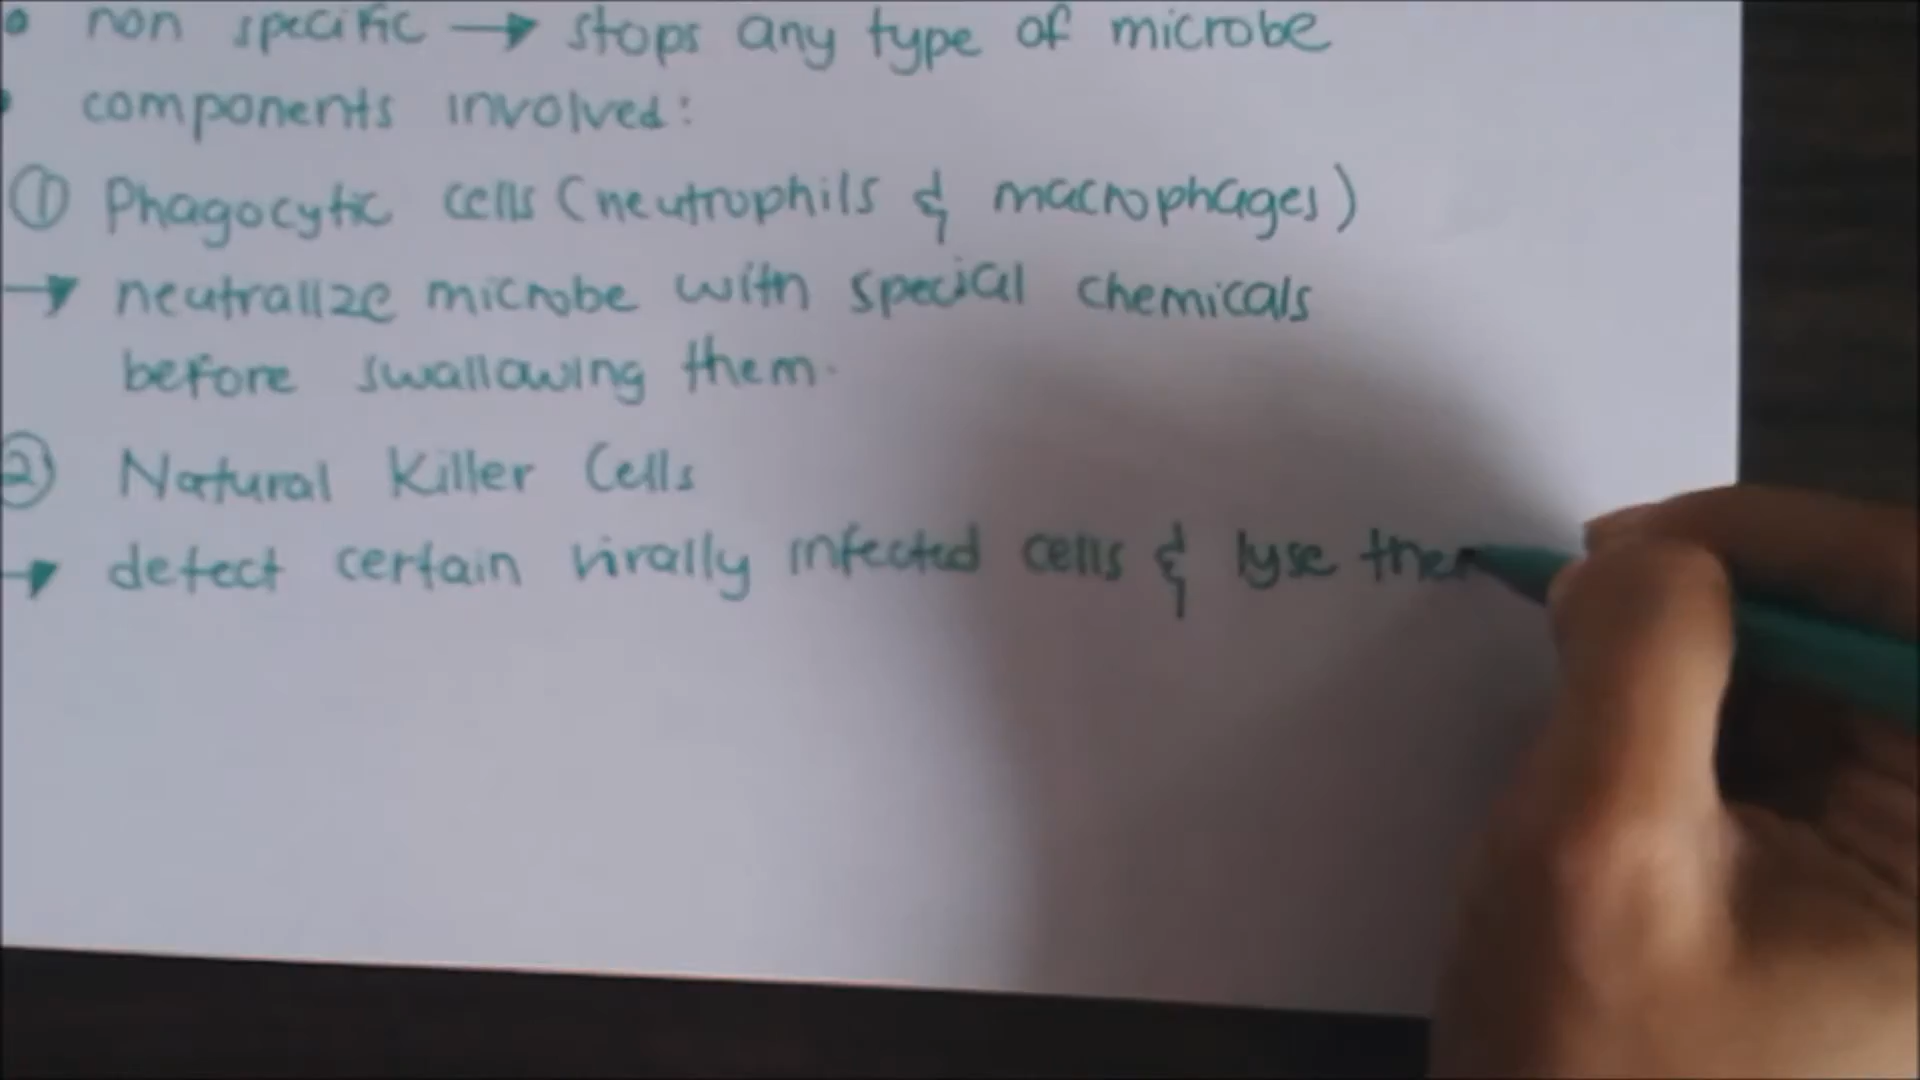 • non specific → stops any type of microbe
• components involved:
① Phagocytic cells (neutrophils & macrophages)
→ neutralize microbe with special chemicals
before swallowing them.
② Natural Killer Cells
→ detect certain virally infected cells & lyse them